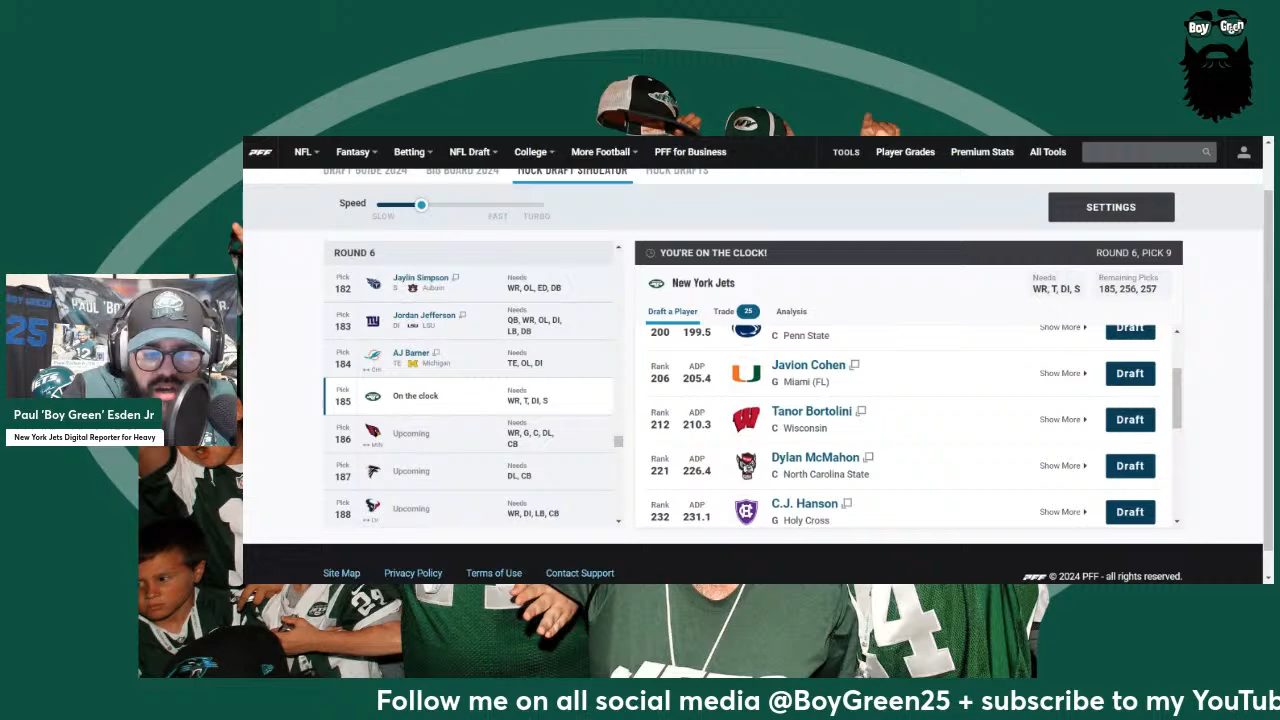 Boy Green
PFF NFL Fantasy Betting NFL Draft College More Football PFF for Business TOOLS Player Grades Premium Stats All Tools
DRAFT GUIDE 2024 BIG BOARD 2024 MOCK DRAFT SIMULATOR MOCK DRAFTS
Speed
SLOW FAST TURBO
SETTINGS
ROUND 6
Pick 182 Jaylin Simpson S Auburn Needs WR, OL, ED, DB
Pick 183 Jordan Jefferson DI LSU LSU Needs QB, WR, OL, DI, LB, DB
Pick 184 AJ Barner TE Michigan Needs TE, OL, DI
Pick 185 On the clock Needs WR, T, DI, S
Pick 186 Upcoming Needs WR, G, C, DL, CB
Pick 187 Upcoming Needs DL, CB
Pick 188 Upcoming Needs WR, DI, LB, CB
YOU'RE ON THE CLOCK! ROUND 6, PICK 9
New York Jets
Needs WR, T, DI, S
Remaining Picks 185, 256, 257
Draft a Player Trade 25 Analysis
200 199.5 C Penn State Show More Draft
Rank 206 ADP 205.4 Javion Cohen G Miami (FL) Show More Draft
Rank 212 ADP 210.3 Tanor Bortolini C Wisconsin Show More Draft
Rank 221 ADP 226.4 Dylan McMahon C North Carolina State Show More Draft
Rank 232 ADP 231.1 C.J. Hanson G Holy Cross Show More Draft
Site Map Privacy Policy Terms of Use Contact Support
PFF © 2024 PFF - all rights reserved.
25
Paul 'Boy Green' Esden Jr
New York Jets Digital Reporter for Heavy
Follow me on all social media @BoyGreen25 + subscribe to my YouTub